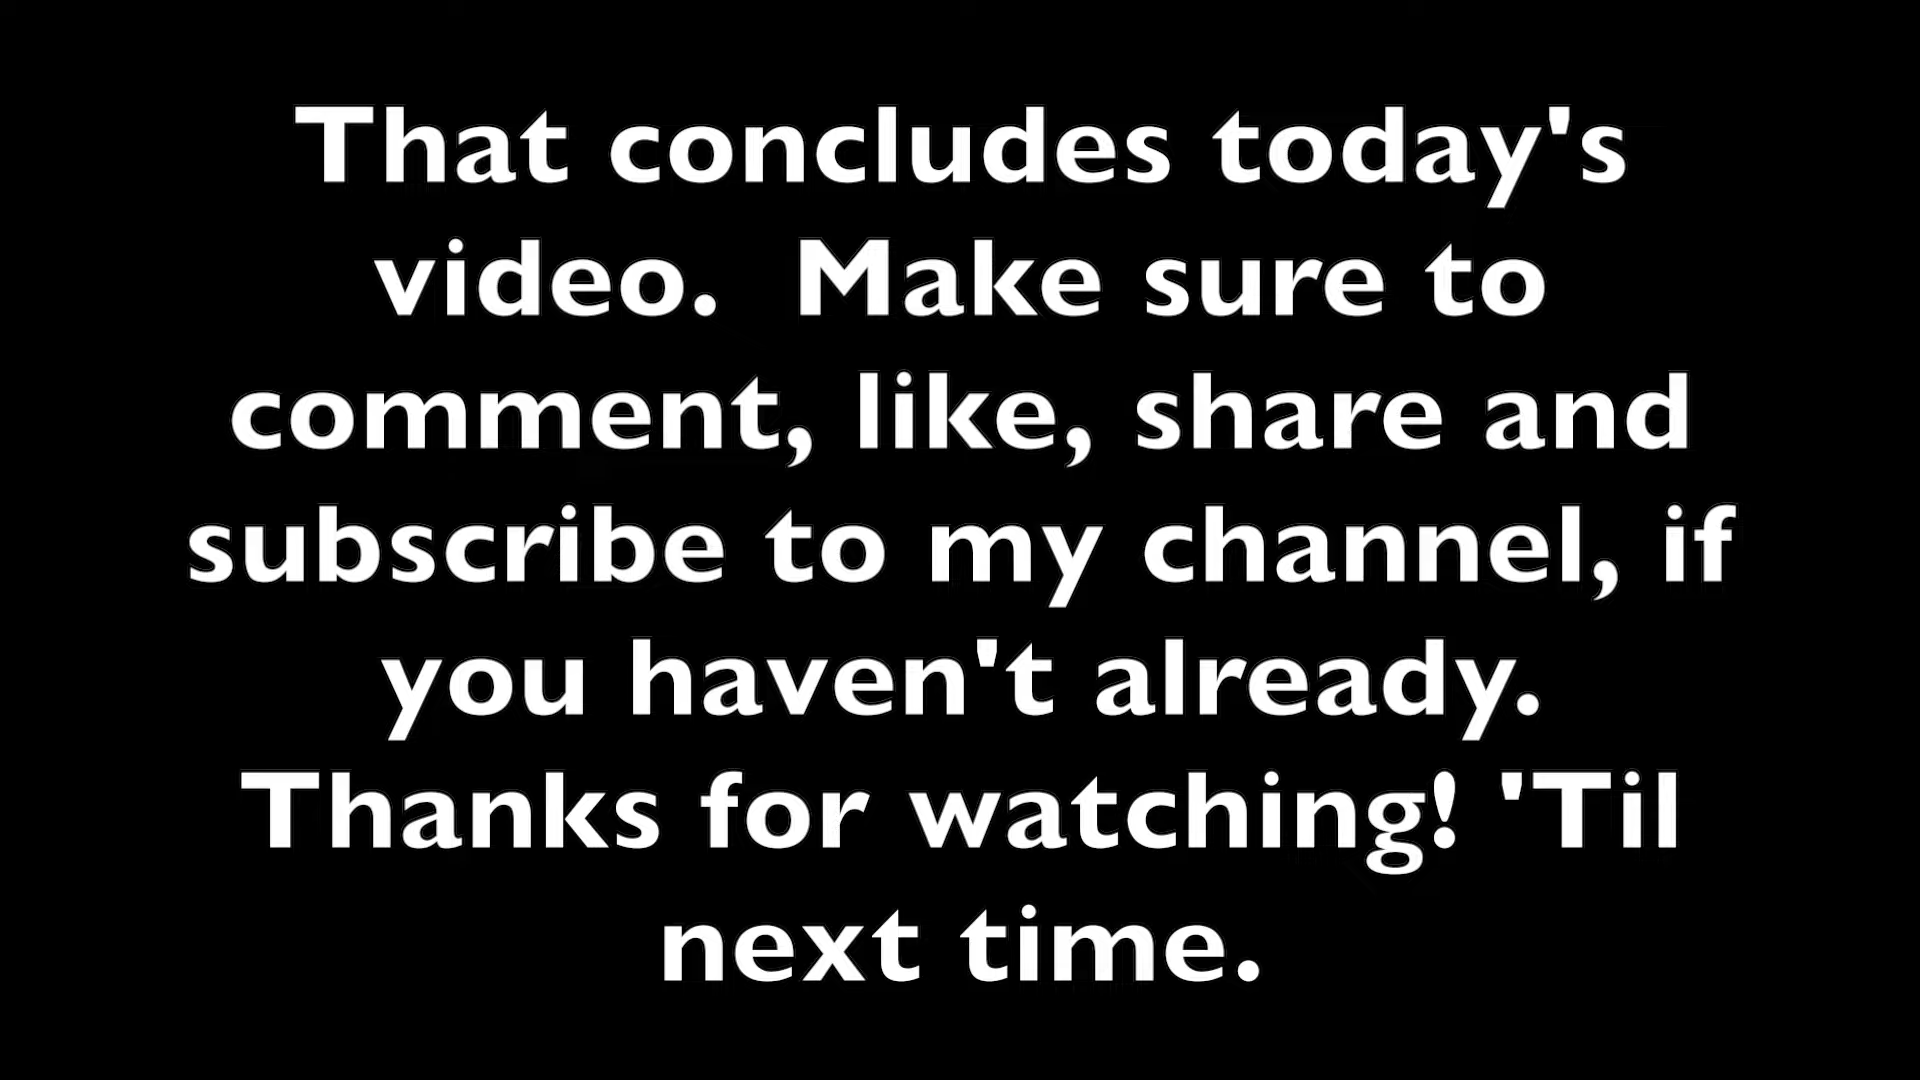 That concludes today's
video.  Make sure to
comment, like, share and
subscribe to my channel, if
you haven't already.
Thanks for watching! 'Til
next time.